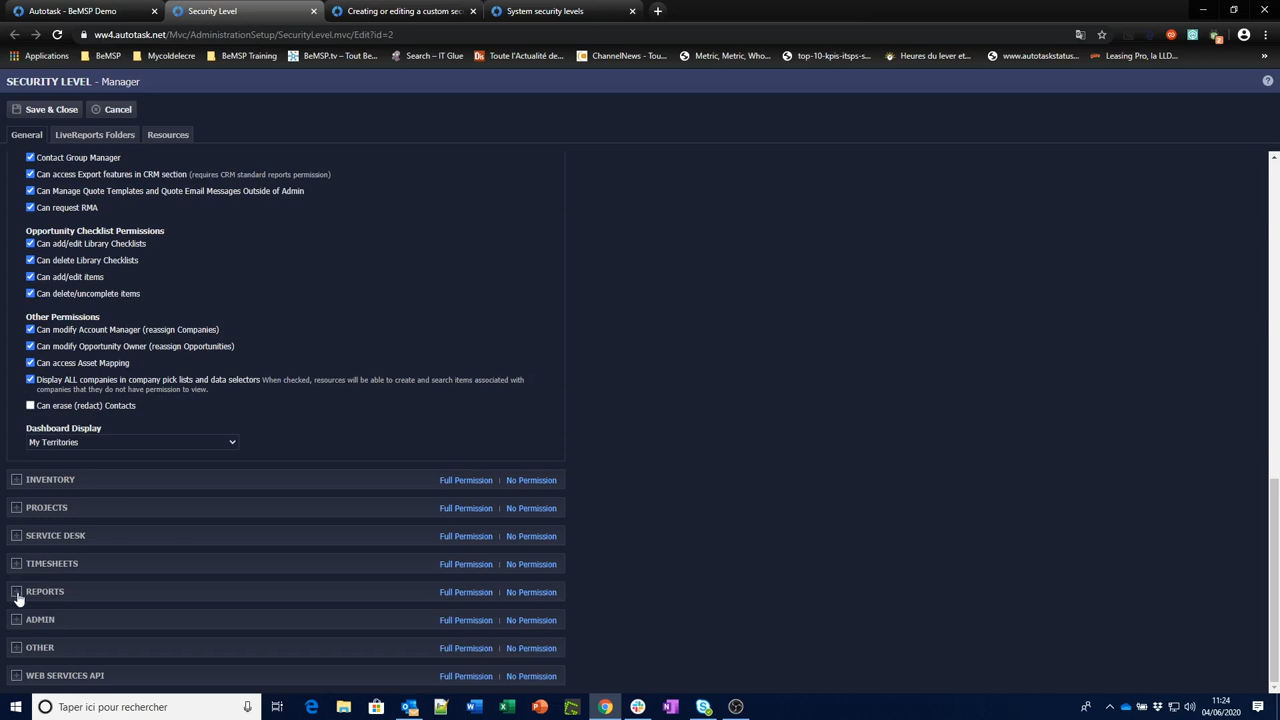 Autotask - BeMSP Demo
Security Level
Creating or editing a custom sec
System security levels
ww4.autotask.net/Mvc/AdministrationSetup/SecurityLevel.mvc/Edit?id=2
Applications
BeMSP
Mycoldelecre
BeMSP Training
BeMSP.tv – Tout Be...
Search – IT Glue
Toute l'Actualité de...
ChannelNews - Tou...
Metric, Metric, Who...
top-10-kpis-itsps-s...
Heures du lever et...
www.autotaskstatus...
Leasing Pro, la LLD...
SECURITY LEVEL - Manager
Save & Close
Cancel
General
LiveReports Folders
Resources
Contact Group Manager
Can access Export features in CRM section (requires CRM standard reports permission)
Can Manage Quote Templates and Quote Email Messages Outside of Admin
Can request RMA
Opportunity Checklist Permissions
Can add/edit Library Checklists
Can delete Library Checklists
Can add/edit items
Can delete/uncomplete items
Other Permissions
Can modify Account Manager (reassign Companies)
Can modify Opportunity Owner (reassign Opportunities)
Can access Asset Mapping
Display ALL companies in company pick lists and data selectors When checked, resources will be able to create and search items associated with
companies that they do not have permission to view.
Can erase (redact) Contacts
Dashboard Display
My Territories
INVENTORY Full Permission | No Permission
PROJECTS Full Permission | No Permission
SERVICE DESK Full Permission | No Permission
TIMESHEETS Full Permission | No Permission
REPORTS Full Permission | No Permission
ADMIN Full Permission | No Permission
OTHER Full Permission | No Permission
WEB SERVICES API Full Permission | No Permission
Taper ici pour rechercher
11:24
04/06/2020